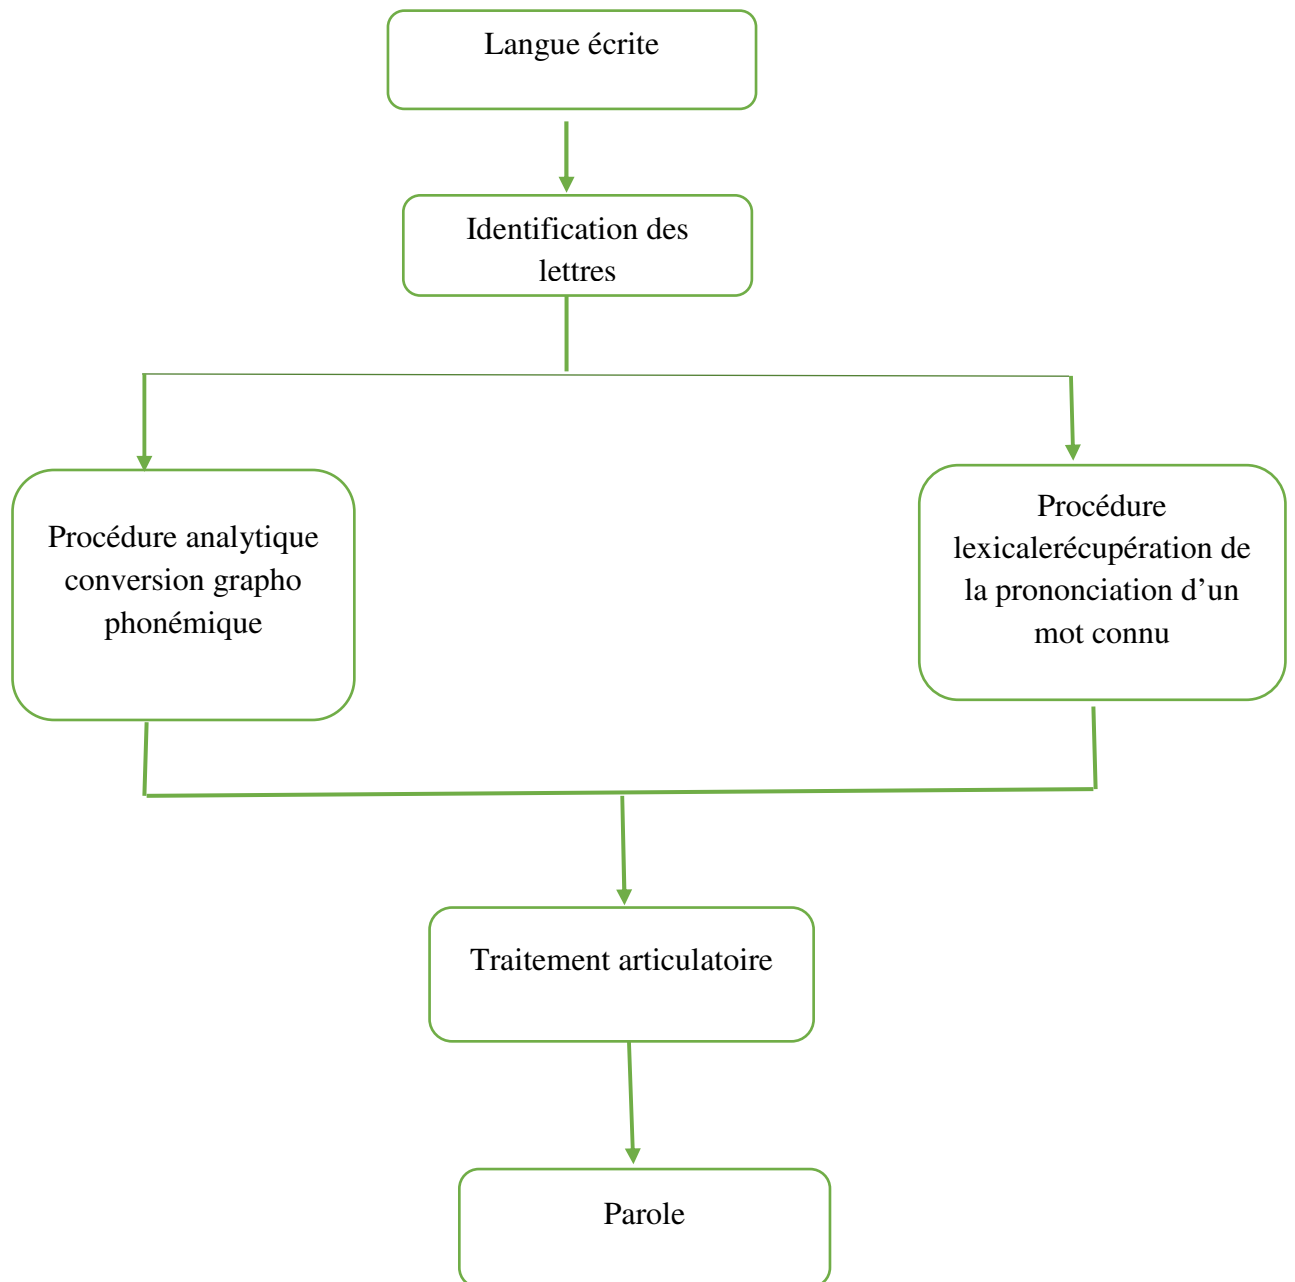 Langue écrite
Identification des
lettres
Procédure analytique
conversion grapho
phonémique
Procédure
lexicalerécupération de
la prononciation d’un
mot connu
Traitement articulatoire
Parole